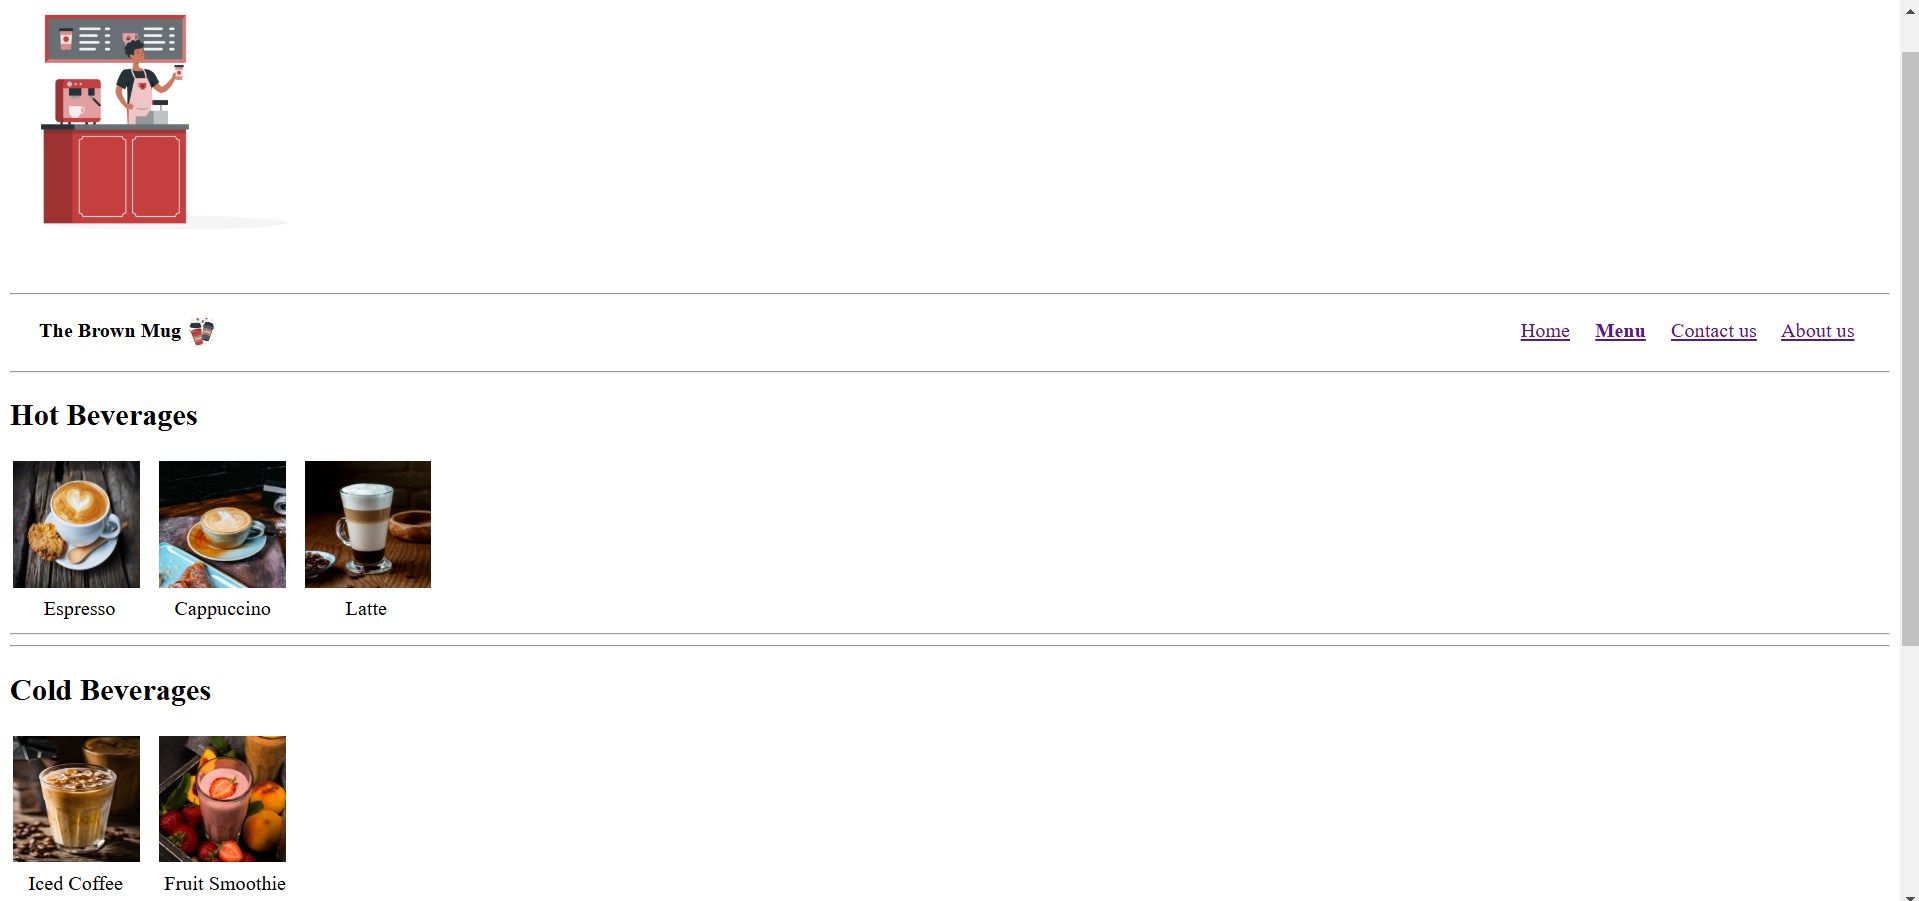 The Brown Mug
Home Menu Contact us About us
Hot Beverages
Espresso Cappuccino Latte
Cold Beverages
Iced Coffee Fruit Smoothie